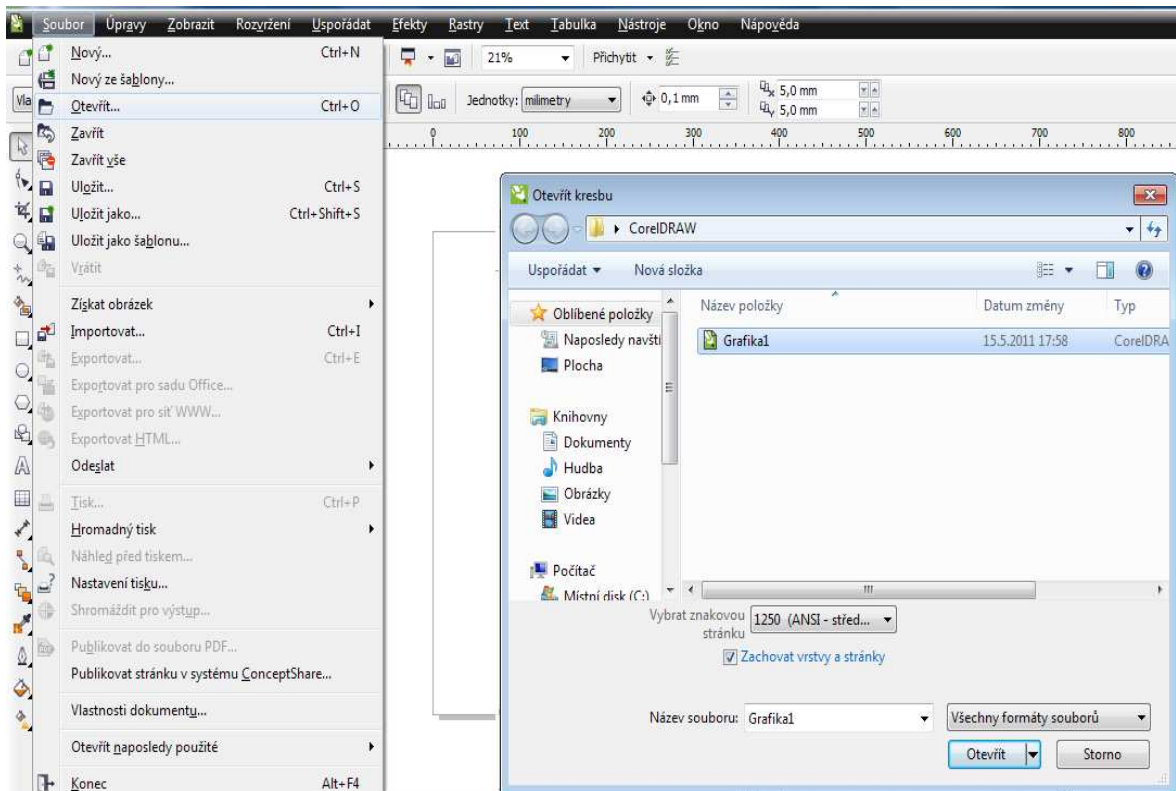 Soubor Úpravy Zobrazit Rozvržení Uspořádat Efekty Rastry Text Tabulka Nástroje Okno Nápověda
21% Přichytit
Vla Jednotky: milimetry 0,1 mm 5,0 mm
5,0 mm
0 100 200 300 400 500 600 700 800
Nový... Ctrl+N
Nový ze šablony...
Otevřít... Ctrl+O
Zavřít
Zavřít vše
Uložit... Ctrl+S
Uložit jako... Ctrl+Shift+S
Uložit jako šablonu...
Vrátit
Získat obrázek
Importovat... Ctrl+I
Exportovat... Ctrl+E
Exportovat pro sadu Office...
Exportovat pro síť WWW...
Exportovat HTML...
Odeslat
Tisk... Ctrl+P
Hromadný tisk
Náhled před tiskem...
Nastavení tisku...
Shromáždit pro výstup...
Publikovat do souboru PDF...
Publikovat stránku v systému ConceptShare...
Vlastnosti dokumentu...
Otevřít naposledy použité
Konec Alt+F4
Otevřít kresbu
CorelDRAW
Uspořádat Nová složka
Oblíbené položky
Naposledy navští
Plocha
Knihovny
Dokumenty
Hudba
Obrázky
Videa
Počítač
Místní disk (C:)
Název položky Datum změny Typ
Grafika1 15.5.2011 17:58 CorelDRA
Vybrat znakovou
stránku 1250 (ANSI - střed...
Zachovat vrstvy a stránky
Název souboru: Grafika1 Všechny formáty souborů
Otevřít Storno